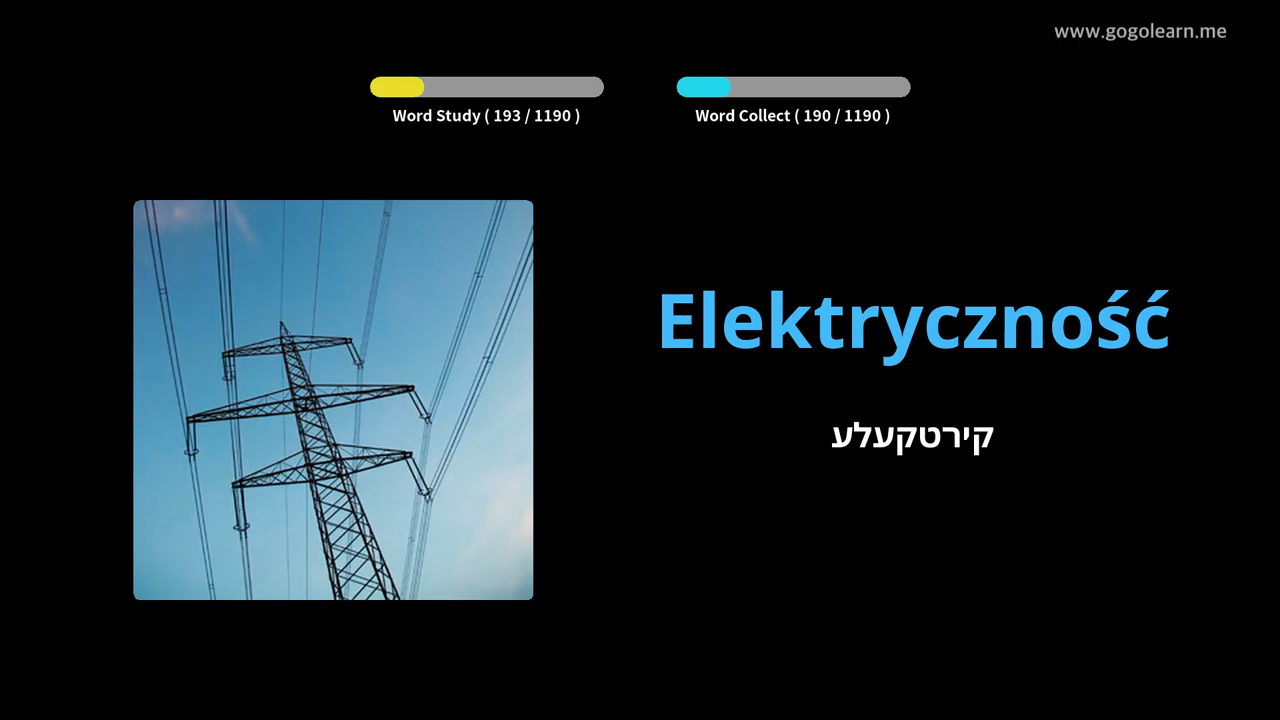 www.gogolearn.me
Word Study ( 193 / 1190 )
Word Collect ( 190 / 1190 )
Elektryczność
קירטקעלע